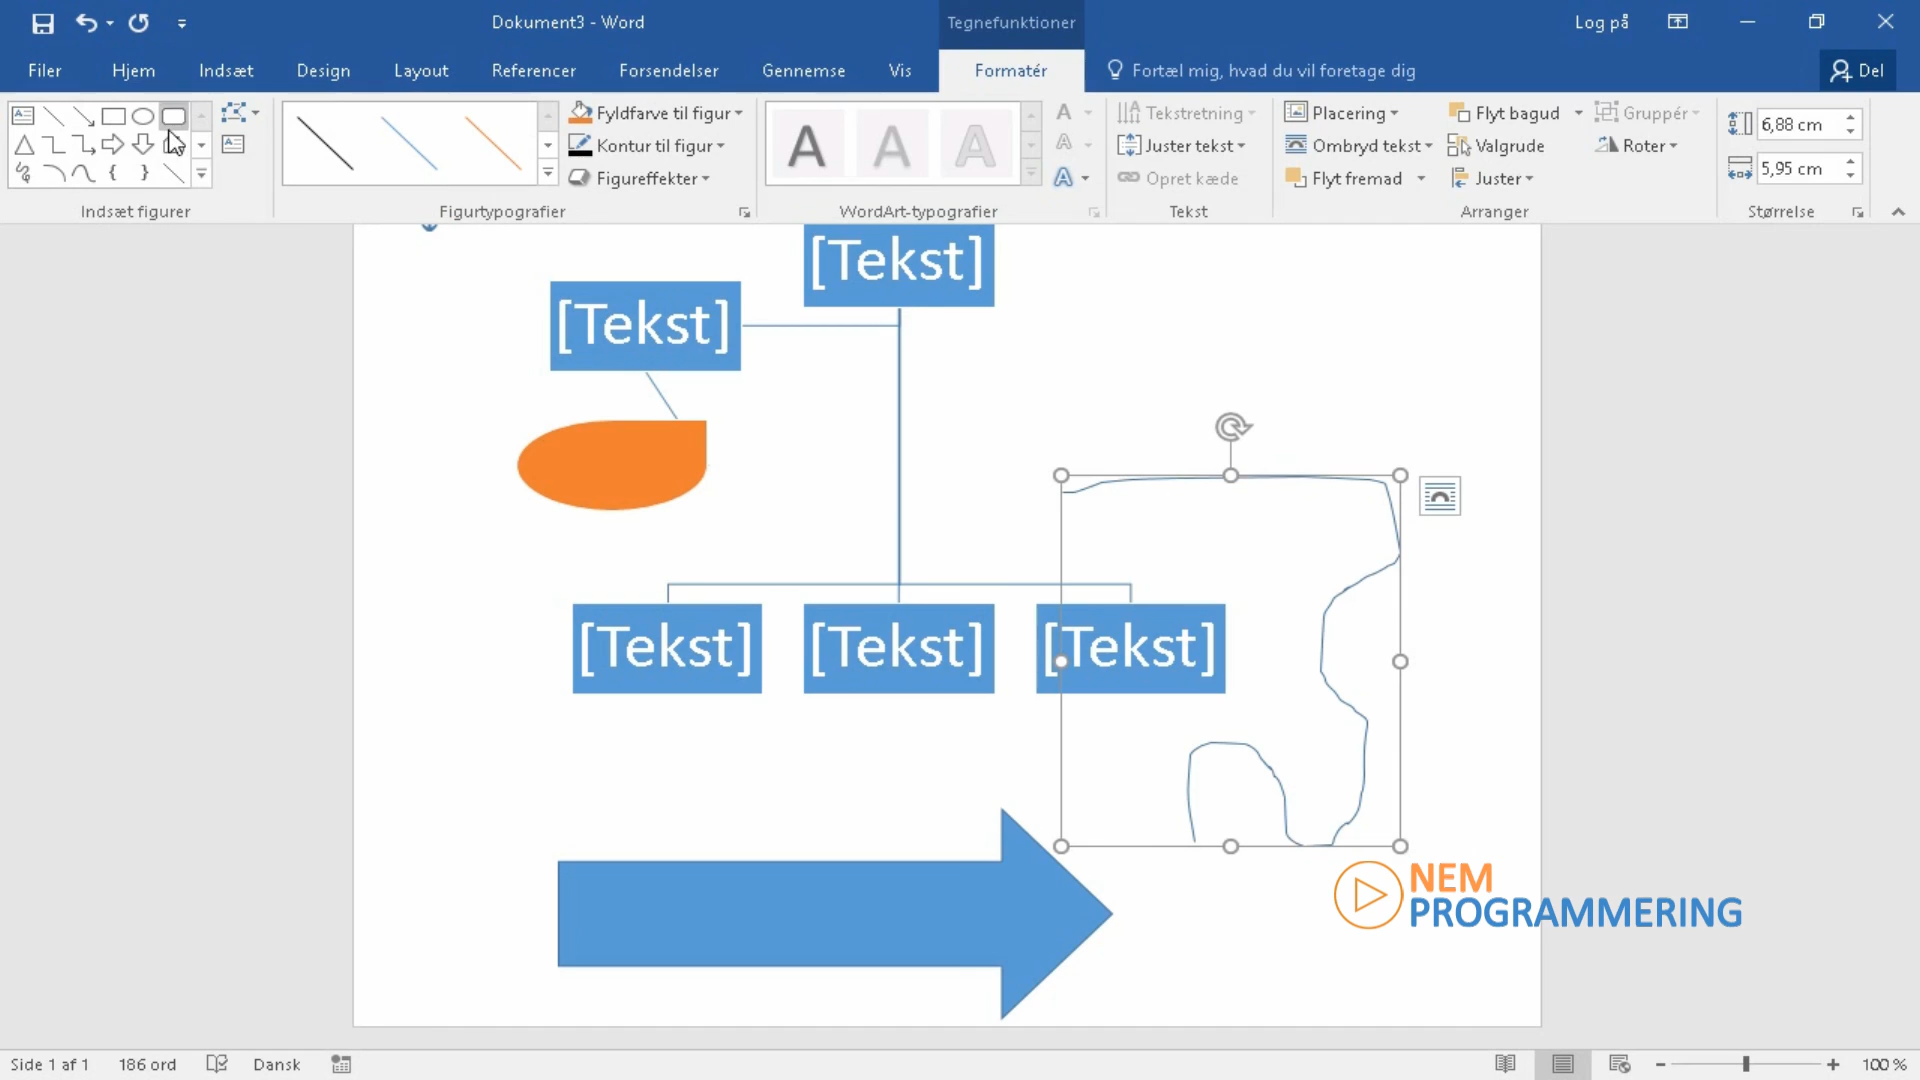 Dokument3 - Word
Tegnefunktioner
Log på
Filer
Hjem
Indsæt
Design
Layout
Referencer
Forsendelser
Gennemse
Vis
Formatér
Fortæl mig, hvad du vil foretage dig
Del
Indsæt figurer
Fyldfarve til figur
Kontur til figur
Figureffekter
Figurtypografier
A A A
WordArt-typografier
Tekstretning
Juster tekst
Opret kæde
Tekst
Placering
Ombryd tekst
Flyt fremad
Flyt bagud
Valgrude
Juster
Gruppér
Roter
Arranger
6,88 cm
5,95 cm
Størrelse
[Tekst]
[Tekst]
[Tekst] [Tekst] [Tekst]
NEM
PROGRAMMERING
Side 1 af 1
186 ord
Dansk
100 %